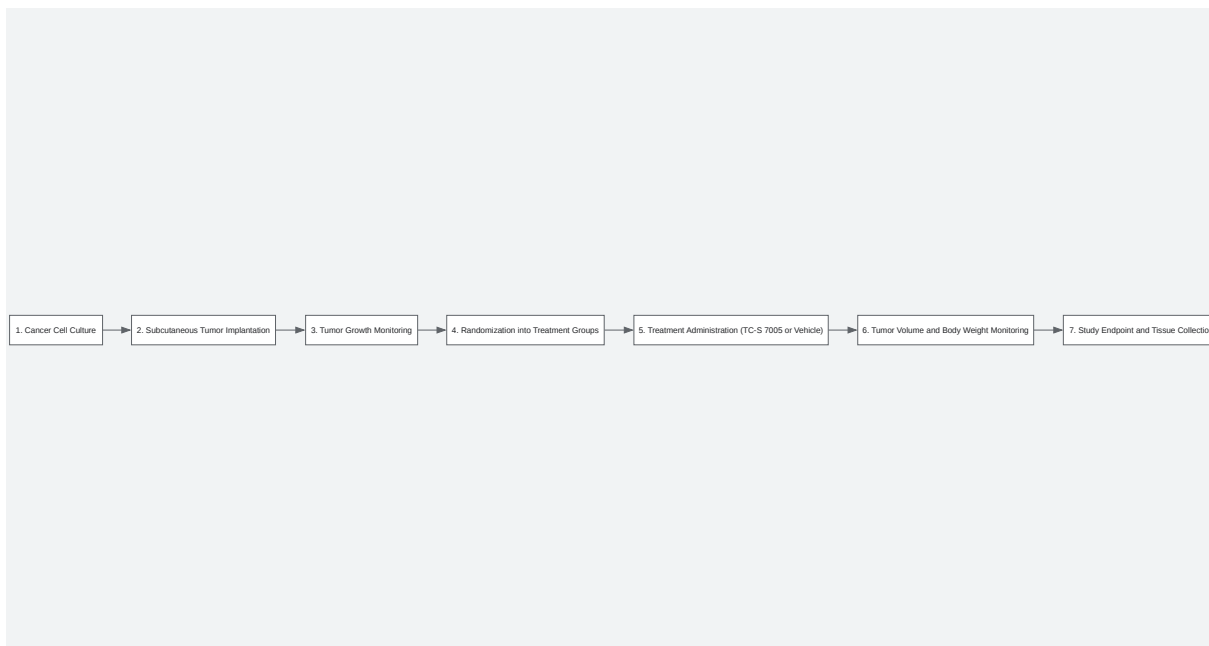 1. Cancer Cell Culture
2. Subcutaneous Tumor Implantation
3. Tumor Growth Monitoring
4. Randomization into Treatment Groups
5. Treatment Administration (TC-S 7005 or Vehicle)
6. Tumor Volume and Body Weight Monitoring
7. Study Endpoint and Tissue Collectio